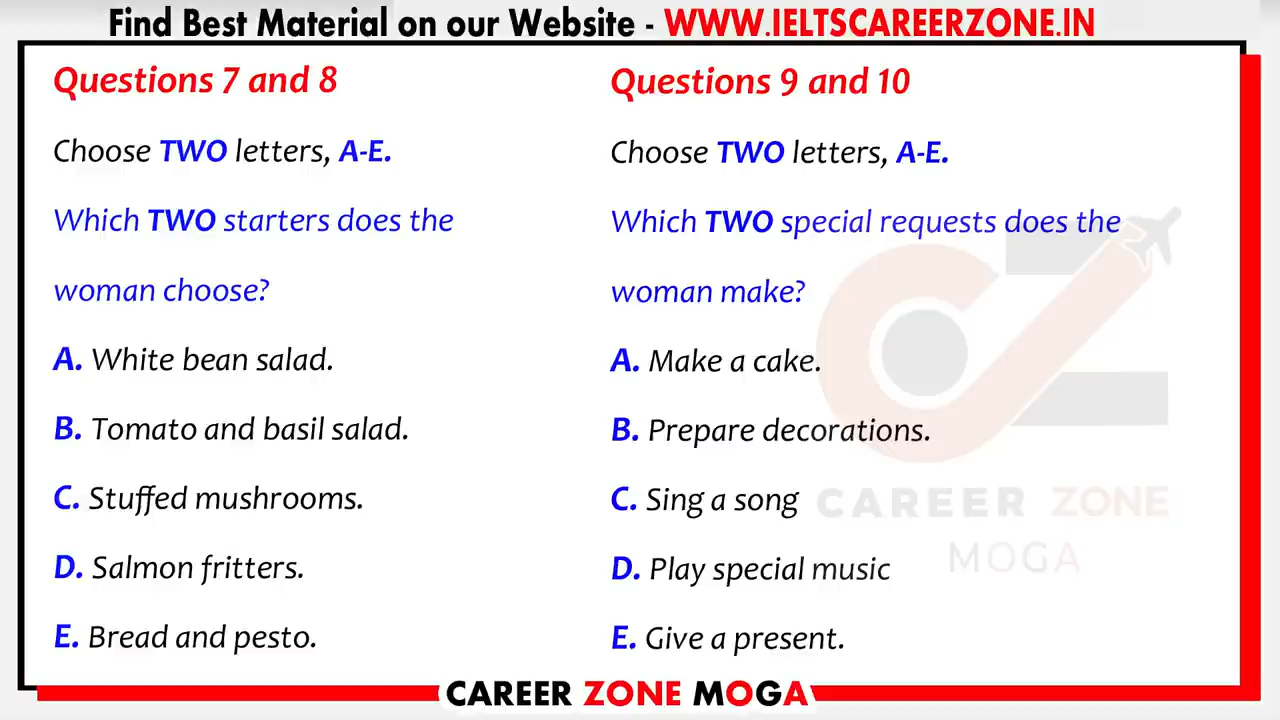 Find Best Material on our Website - WWW.IELTSCAREERZONE.IN
Questions 7 and 8
Choose TWO letters, A-E.
Which TWO starters does the
woman choose?
A. White bean salad.
B. Tomato and basil salad.
C. Stuffed mushrooms.
D. Salmon fritters.
E. Bread and pesto.
Questions 9 and 10
Choose TWO letters, A-E.
Which TWO special requests does the
woman make?
A. Make a cake.
B. Prepare decorations.
C. Sing a song
D. Play special music
E. Give a present.
CZ
CAREER ZONE
MOGA
CAREER ZONE MOGA